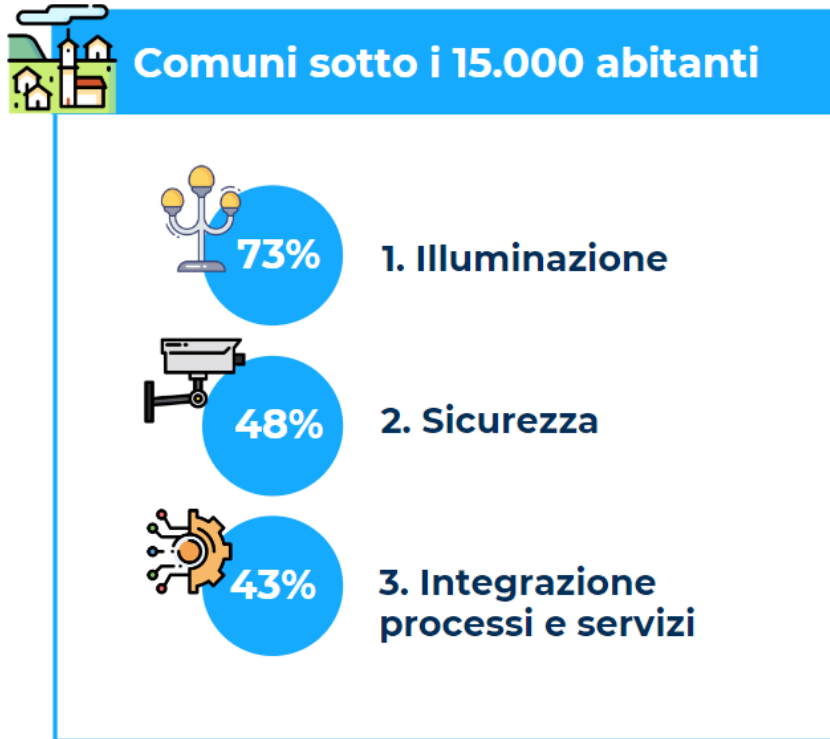 Comuni sotto i 15.000 abitanti
73%
1. Illuminazione
48%
2. Sicurezza
43%
3. Integrazione
processi e servizi